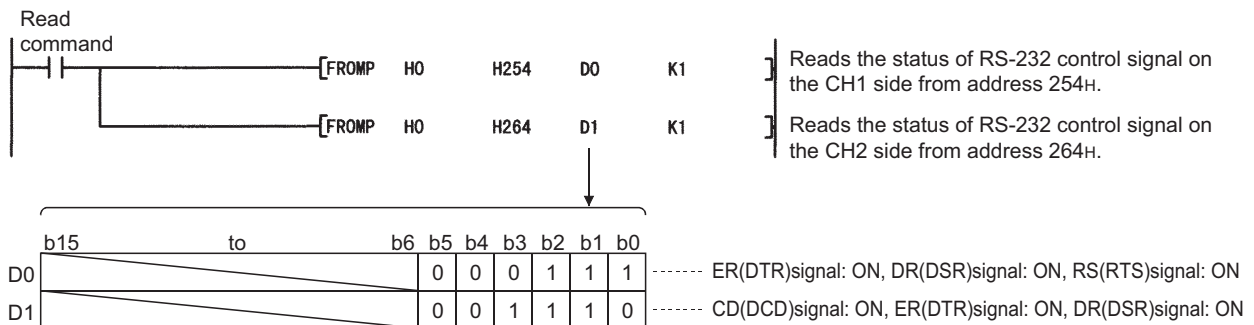 Read
command
[FROMP H0 H254 D0 K1 ]
Reads the status of RS-232 control signal on
the CH1 side from address 254H.
[FROMP H0 H264 D1 K1 ]
Reads the status of RS-232 control signal on
the CH2 side from address 264H.
b15 to b6 b5 b4 b3 b2 b1 b0
D0 0 0 0 1 1 1 ER(DTR)signal: ON, DR(DSR)signal: ON, RS(RTS)signal: ON
D1 0 0 1 1 1 0 CD(DCD)signal: ON, ER(DTR)signal: ON, DR(DSR)signal: ON